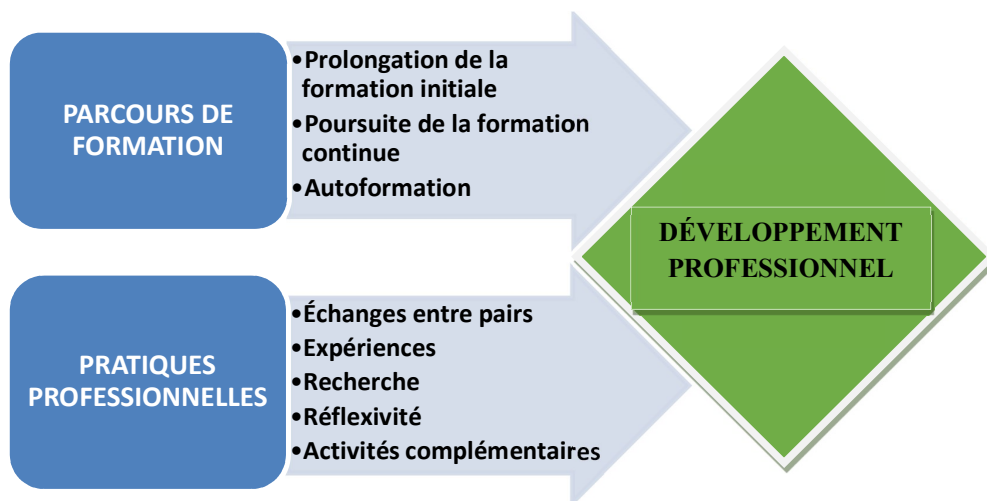 PARCOURS DE
FORMATION
•Prolongation de la
formation initiale
•Poursuite de la formation
continue
•Autoformation
DÉVELOPPEMENT
PROFESSIONNEL
PRATIQUES
PROFESSIONNELLES
•Échanges entre pairs
•Expériences
•Recherche
•Réflexivité
•Activités complémentaires